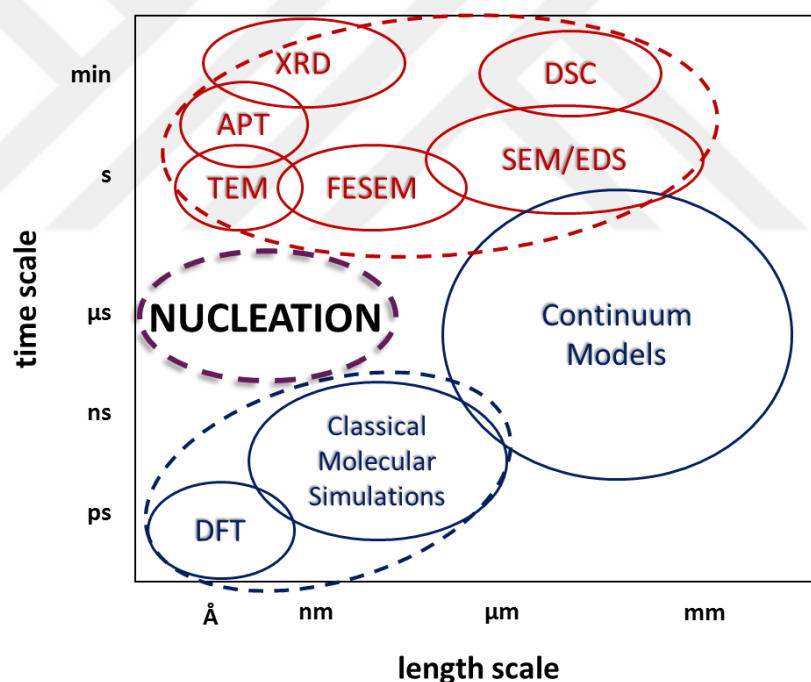 min
XRD
DSC
APT
SEM/EDS
s
TEM
FESEM
time scale
µs
NUCLEATION
Continuum
Models
ns
Classical
Molecular
Simulations
ps
DFT
Å
nm
µm
mm
length scale